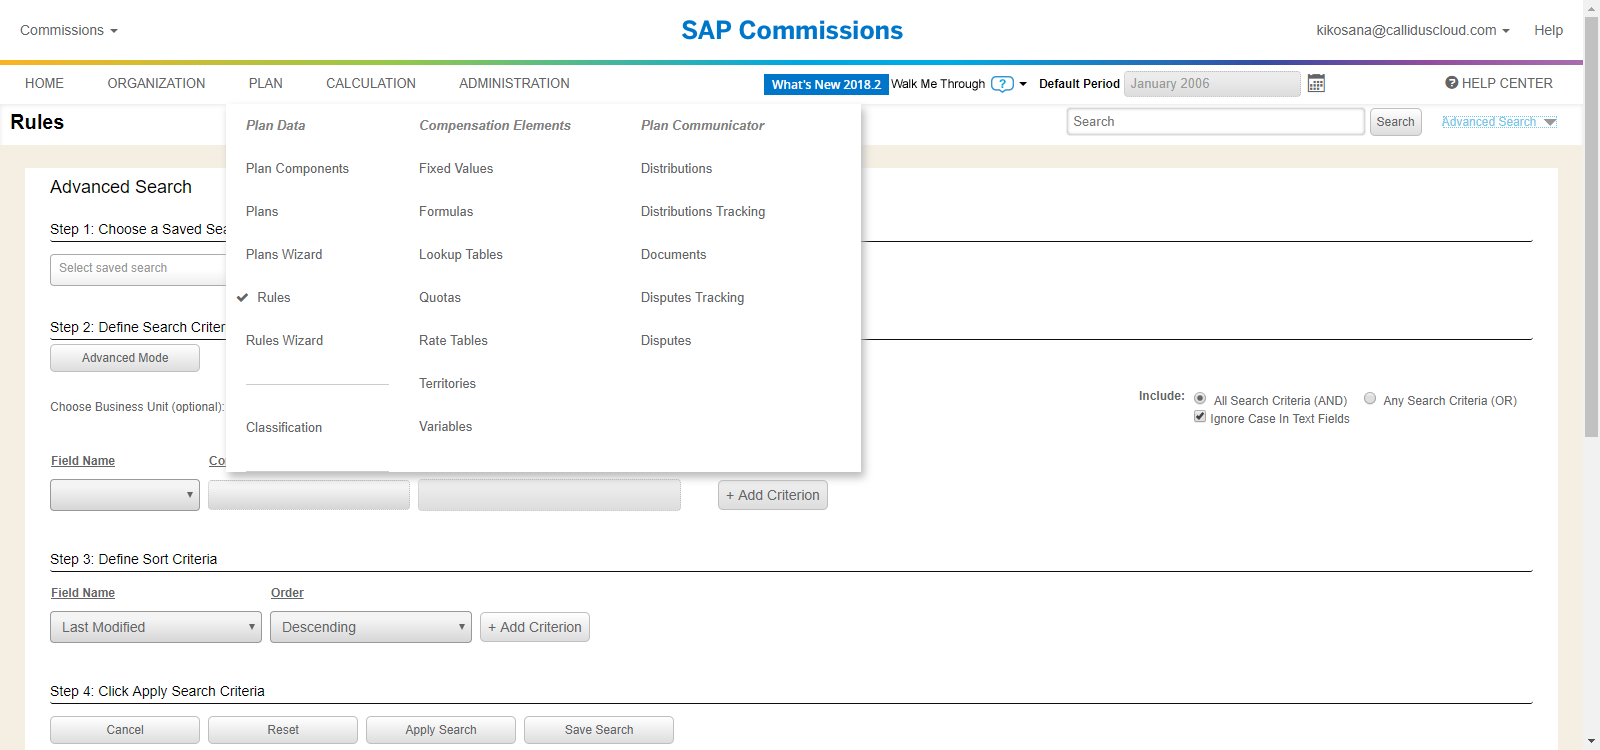 Commissions
SAP Commissions
kikosana@calliduscloud.com
Help
HOME
ORGANIZATION
PLAN
CALCULATION
ADMINISTRATION
What's New 2018.2
Walk Me Through
?
Default Period
January 2006
HELP CENTER
Rules
Search
Search
Advanced Search
Plan Data
Plan Components
Plans
Plans Wizard
Rules
Rules Wizard
Classification
Compensation Elements
Fixed Values
Formulas
Lookup Tables
Quotas
Rate Tables
Territories
Variables
Plan Communicator
Distributions
Distributions Tracking
Documents
Disputes Tracking
Disputes
Advanced Search
Step 1: Choose a Saved Sea
Select saved search
Step 2: Define Search Criter
Advanced Mode
Choose Business Unit (optional):
Include:
All Search Criteria (AND)
Any Search Criteria (OR)
Ignore Case In Text Fields
Field Name
Co
+ Add Criterion
Step 3: Define Sort Criteria
Field Name
Order
Last Modified
Descending
+ Add Criterion
Step 4: Click Apply Search Criteria
Cancel
Reset
Apply Search
Save Search